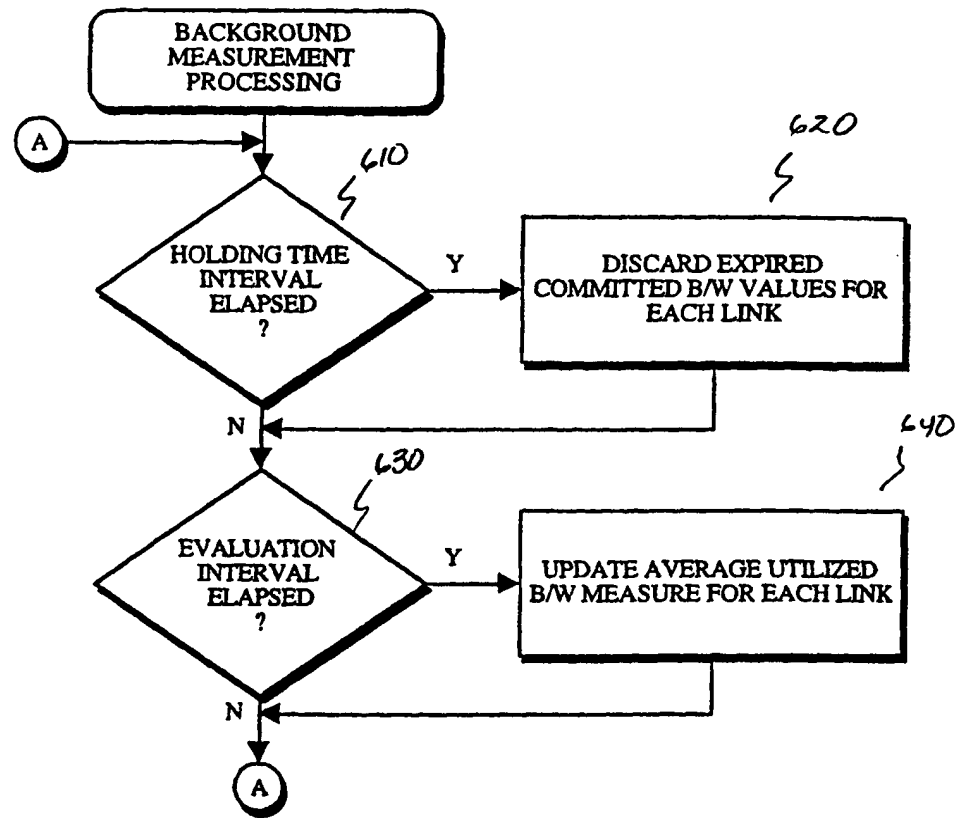 BACKGROUND
MEASUREMENT
PROCESSING
A
610
620
HOLDING TIME
INTERVAL
ELAPSED
?
Y
DISCARD EXPIRED
COMMITTED B/W VALUES FOR
EACH LINK
N
630
640
EVALUATION
INTERVAL
ELAPSED
?
Y
UPDATE AVERAGE UTILIZED
B/W MEASURE FOR EACH LINK
N
A